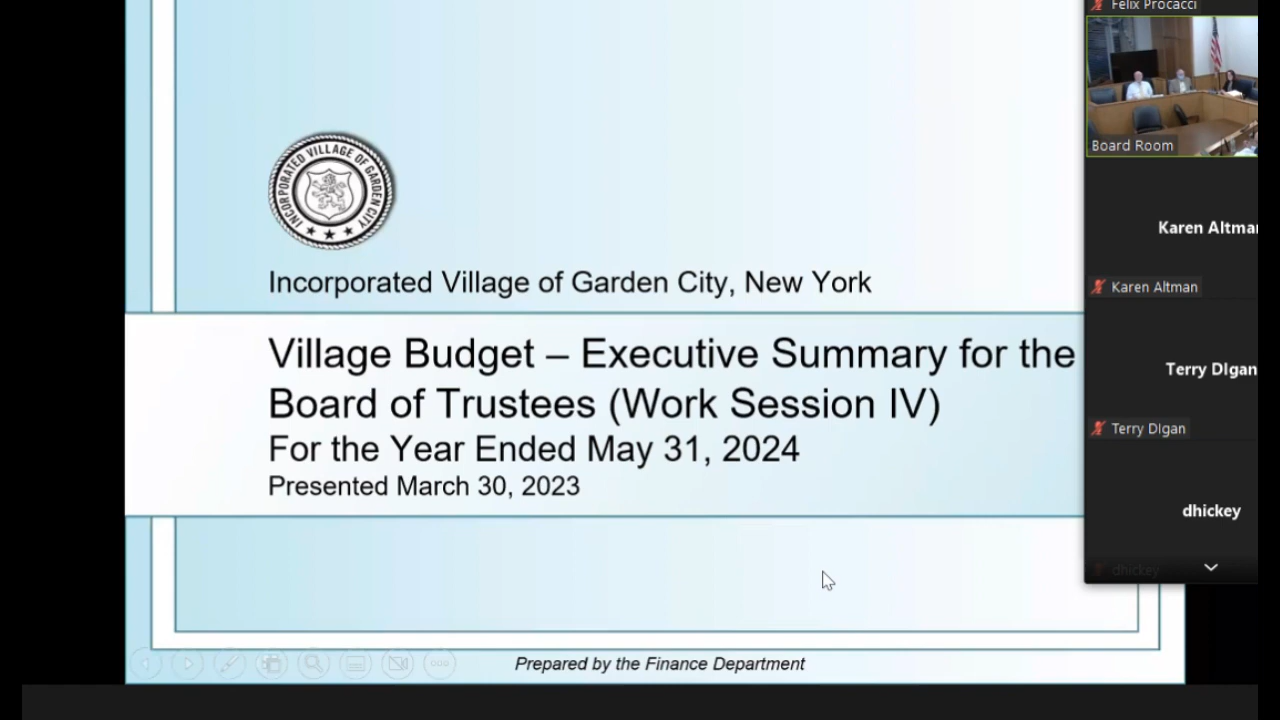 Felix Procacci
Board Room
INCORPORATED VILLAGE OF GARDEN CITY
Incorporated Village of Garden City, New York
Village Budget – Executive Summary for the
Board of Trustees (Work Session IV)
For the Year Ended May 31, 2024
Presented March 30, 2023
Prepared by the Finance Department
Karen Altman
Karen Altman
Terry DIgan
Terry DIgan
dhickey
dhickey